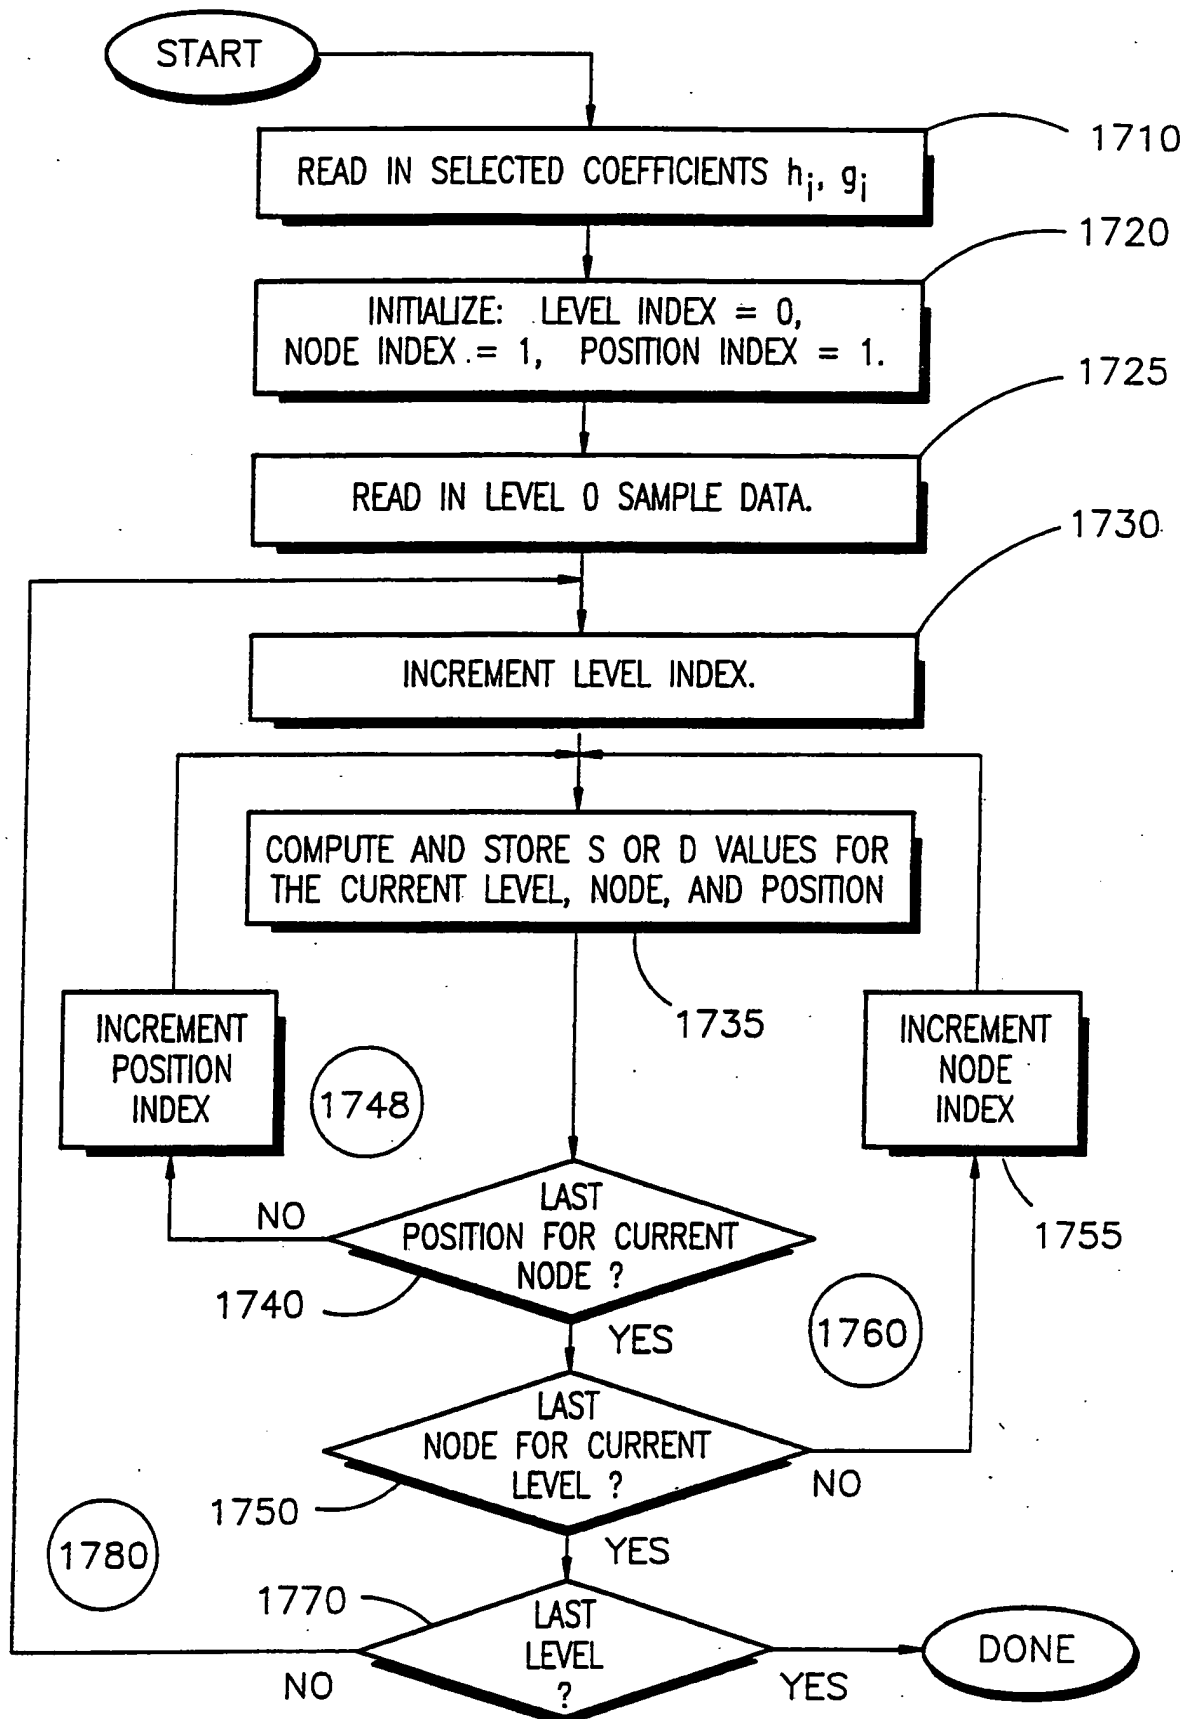 START
1710
READ IN SELECTED COEFFICIENTS hi, gi
1720
INITIALIZE: LEVEL INDEX = 0,
NODE INDEX = 1, POSITION INDEX = 1.
1725
READ IN LEVEL 0 SAMPLE DATA.
1730
INCREMENT LEVEL INDEX.
COMPUTE AND STORE S OR D VALUES FOR
THE CURRENT LEVEL, NODE, AND POSITION
1735
INCREMENT
POSITION
INDEX
1748
INCREMENT
NODE
INDEX
1755
NO
LAST
POSITION FOR CURRENT
NODE ?
1740
YES
1760
LAST
NODE FOR CURRENT
LEVEL ?
NO
1750
YES
1780
1770
LAST
LEVEL
?
NO
YES
DONE